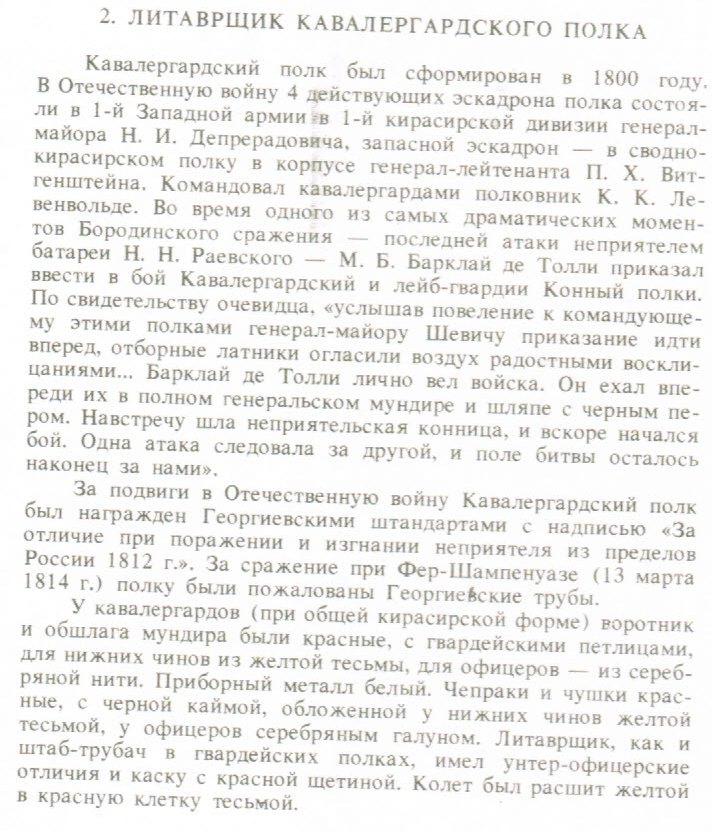 2. ЛИТАВРЩИК КАВАЛЕРГАРДСКОГО ПОЛКА
Кавалергардский полк был сформирован в 1800 году.
В Отечественную войну 4 действующих эскадрона полка состоя-
ли в 1-й Западной армии в 1-й кирасирской дивизии генерал-
майора Н. И. Депрерадовича, запасной эскадрон — в сводно-
кирасирском полку в корпусе генерал-лейтенанта П. Х. Вит-
генштейна. Командовал кавалергардами полковник К. К. Ле-
венвольде. Во время одного из самых драматических момен-
тов Бородинского сражения — последней атаки неприятелем
батареи Н. Н. Раевского — М. Б. Барклай де Толли приказал
ввести в бой Кавалергардский и лейб-гвардии Конный полки.
По свидетельству очевидца, «услышав повеление к командующе-
му этими полками генерал-майору Шевичу приказание идти
вперед, отборные латники огласили воздух радостными воскли-
цаниями... Барклай де Толли лично вел войска. Он ехал впе-
реди их в полном генеральском мундире и шляпе с черным пе-
ром. Навстречу шла неприятельская конница, и вскоре начался
бой. Одна атака следовала за другой, и поле битвы осталось
наконец за нами».
За подвиги в Отечественную войну Кавалергардский полк
был награжден Георгиевскими штандартами с надписью «За
отличие при поражении и изгнании неприятеля из пределов
России 1812 г.». За сражение при Фер-Шампенуазе (13 марта
1814 г.) полку были пожалованы Георгиевские трубы.
У кавалергардов (при общей кирасирской форме) воротник
и обшлага мундира были красные, с гвардейскими петлицами,
для нижних чинов из желтой тесьмы, для офицеров — из сереб-
ряной нити. Приборный металл белый. Чепраки и чушки крас-
ные, с черной каймой, обложенной у нижних чинов желтой
тесьмой, у офицеров серебряным галуном. Литаврщик, как и
штаб-трубач в гвардейских полках, имел унтер-офицерские
отличия и каску с красной щетиной. Колет был расшит желтой
в красную клетку тесьмой.